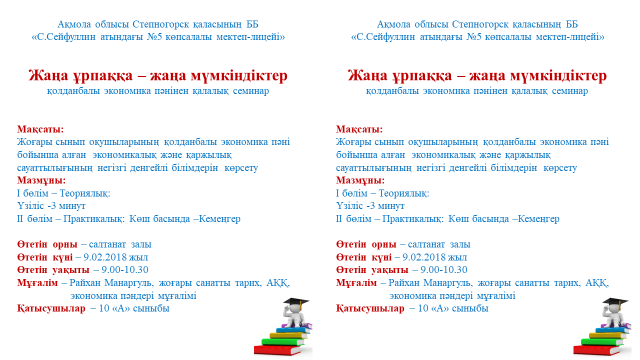 Ақмола облысы Степногорск қаласының ББ
«С.Сейфуллин атындағы №5 көпсалалы мектеп-лицейі»
Жаңа ұрпаққа – жаңа мүмкіндіктер
қолданбалы экономика пәнінен қалалық семинар
Мақсаты:
Жоғары сынып оқушыларының қолданбалы экономика пәні
бойынша алған экономикалық және қаржылық
сауаттылығының негізгі деңгейлі білімдерін көрсету
Мазмұны:
I бөлім – Теориялық:
Үзіліс -3 минут
II бөлім – Практикалық: Көш басында –Кемеңгер
Өтетін орны – салтанат залы
Өтетін күні – 9.02.2018 жыл
Өтетін уақыты – 9.00-10.30
Мұғалім – Райхан Манаргуль, жоғары санатты тарих, АҚҚ,
экономика пәндері мұғалімі
Қатысушылар – 10 «А» сыныбы
Ақмола облысы Степногорск қаласының ББ
«С.Сейфуллин атындағы №5 көпсалалы мектеп-лицейі»
Жаңа ұрпаққа – жаңа мүмкіндіктер
қолданбалы экономика пәнінен қалалық семинар
Мақсаты:
Жоғары сынып оқушыларының қолданбалы экономика пәні
бойынша алған экономикалық және қаржылық
сауаттылығының негізгі деңгейлі білімдерін көрсету
Мазмұны:
I бөлім – Теориялық:
Үзіліс -3 минут
II бөлім – Практикалық: Көш басында –Кемеңгер
Өтетін орны – салтанат залы
Өтетін күні – 9.02.2018 жыл
Өтетін уақыты – 9.00-10.30
Мұғалім – Райхан Манаргуль, жоғары санатты тарих, АҚҚ,
экономика пәндері мұғалімі
Қатысушылар – 10 «А» сыныбы